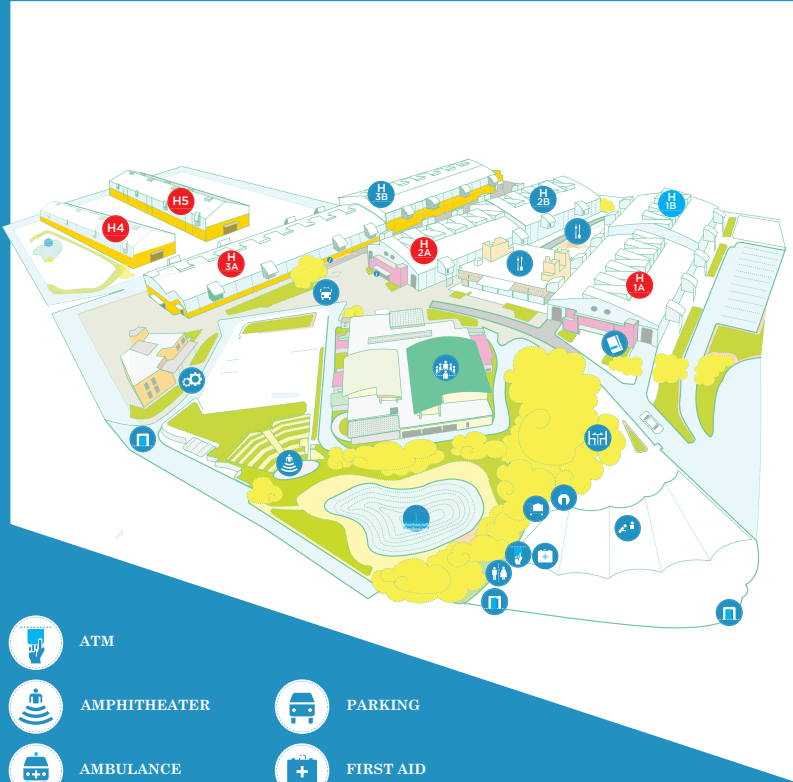 H
3B
H
2B
H
1B
H5
H4
H
3A
H
2A
H
1A
ATM
AMPHITHEATER
PARKING
AMBULANCE
FIRST AID